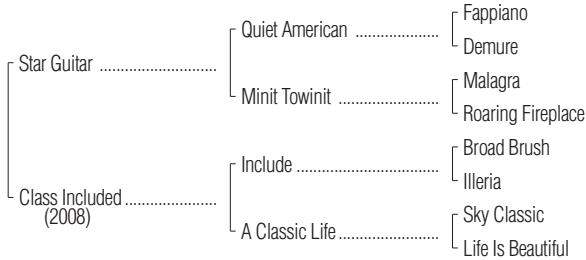 Fappiano
Quiet American ....................
Demure
Star Guitar ............................
Malagra
Minit Towinit ........................
Roaring Fireplace
Broad Brush
Include ..................................
Illeria
Class Included ......................
(2008)
Sky Classic
A Classic Life ........................
Life Is Beautiful